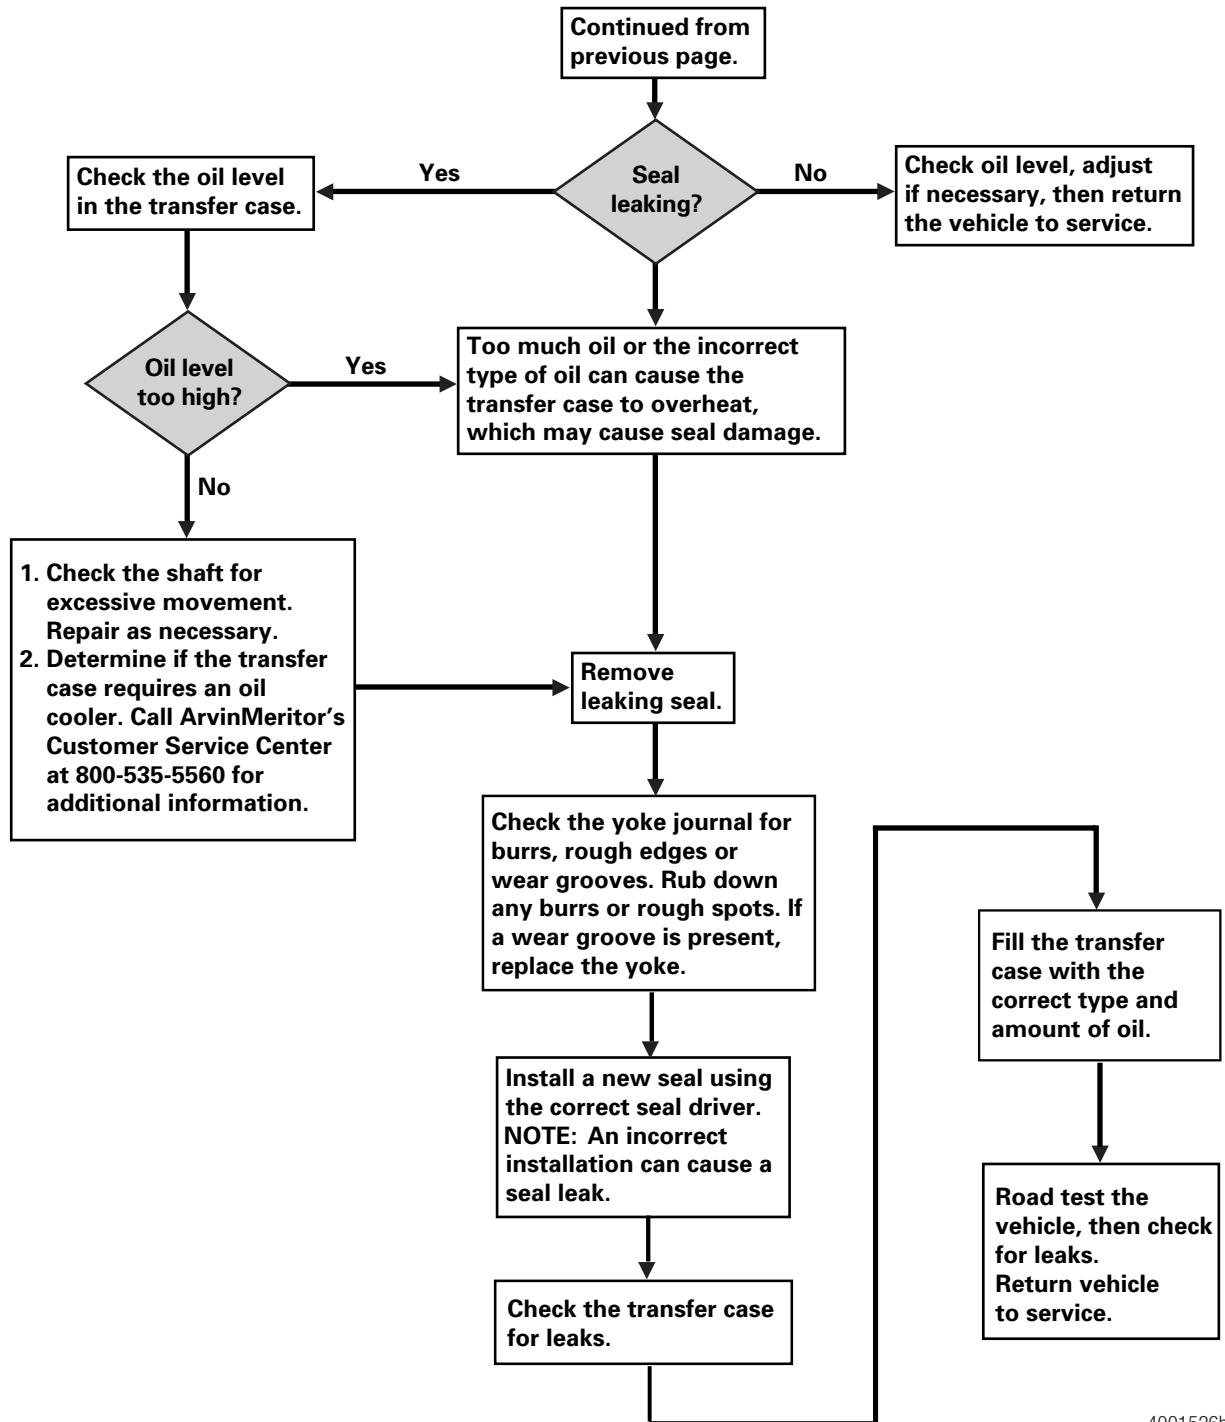 Continued from
previous page.
Seal
leaking?
Yes
No
Check the oil level
in the transfer case.
Check oil level, adjust
if necessary, then return
the vehicle to service.
Oil level
too high?
Yes
Too much oil or the incorrect
type of oil can cause the
transfer case to overheat,
which may cause seal damage.
No
1. Check the shaft for
excessive movement.
Repair as necessary.
2. Determine if the transfer
case requires an oil
cooler. Call ArvinMeritor's
Customer Service Center
at 800-535-5560 for
additional information.
Remove
leaking seal.
Check the yoke journal for
burrs, rough edges or
wear grooves. Rub down
any burrs or rough spots. If
a wear groove is present,
replace the yoke.
Install a new seal using
the correct seal driver.
NOTE: An incorrect
installation can cause a
seal leak.
Check the transfer case
for leaks.
Fill the transfer
case with the
correct type and
amount of oil.
Road test the
vehicle, then check
for leaks.
Return vehicle
to service.